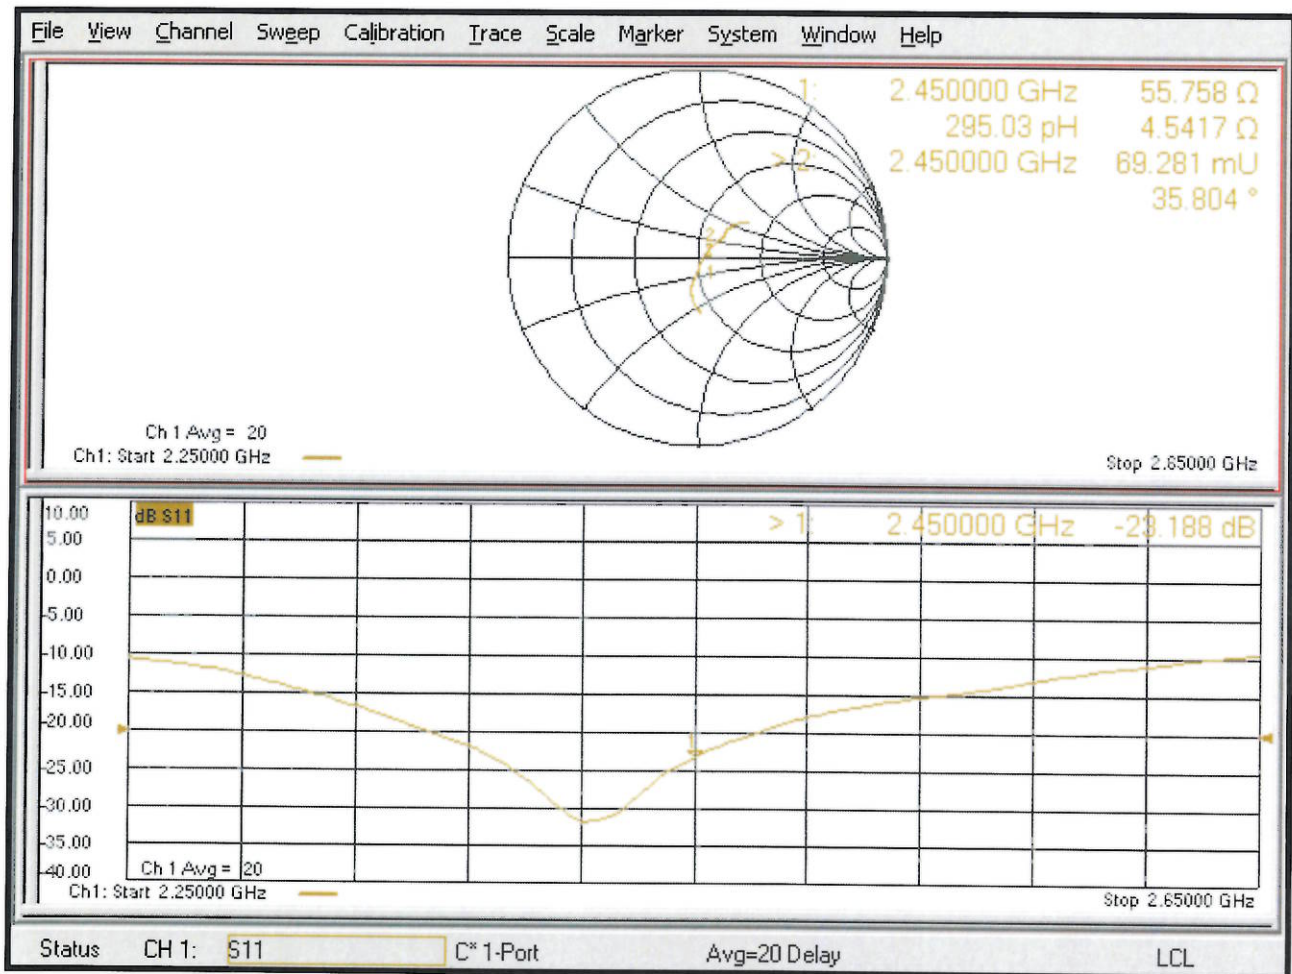 File View Channel Sweep Calibration Trace Scale Marker System Window Help
1: 2.450000 GHz 55.758 Ω
295.03 pH 4.5417 Ω
> 2: 2.450000 GHz 69.281 mU
35.804 °
2
1
Ch 1 Avg = 20
Ch1: Start 2.25000 GHz
Stop 2.65000 GHz
10.00
dB S11
> 1: 2.450000 GHz -23.188 dB
5.00
0.00
-5.00
-10.00
-15.00
-20.00
1
-25.00
-30.00
-35.00
-40.00
Ch 1 Avg = 20
Ch1: Start 2.25000 GHz
Stop 2.65000 GHz
Status CH 1: S11 C* 1-Port Avg=20 Delay LCL